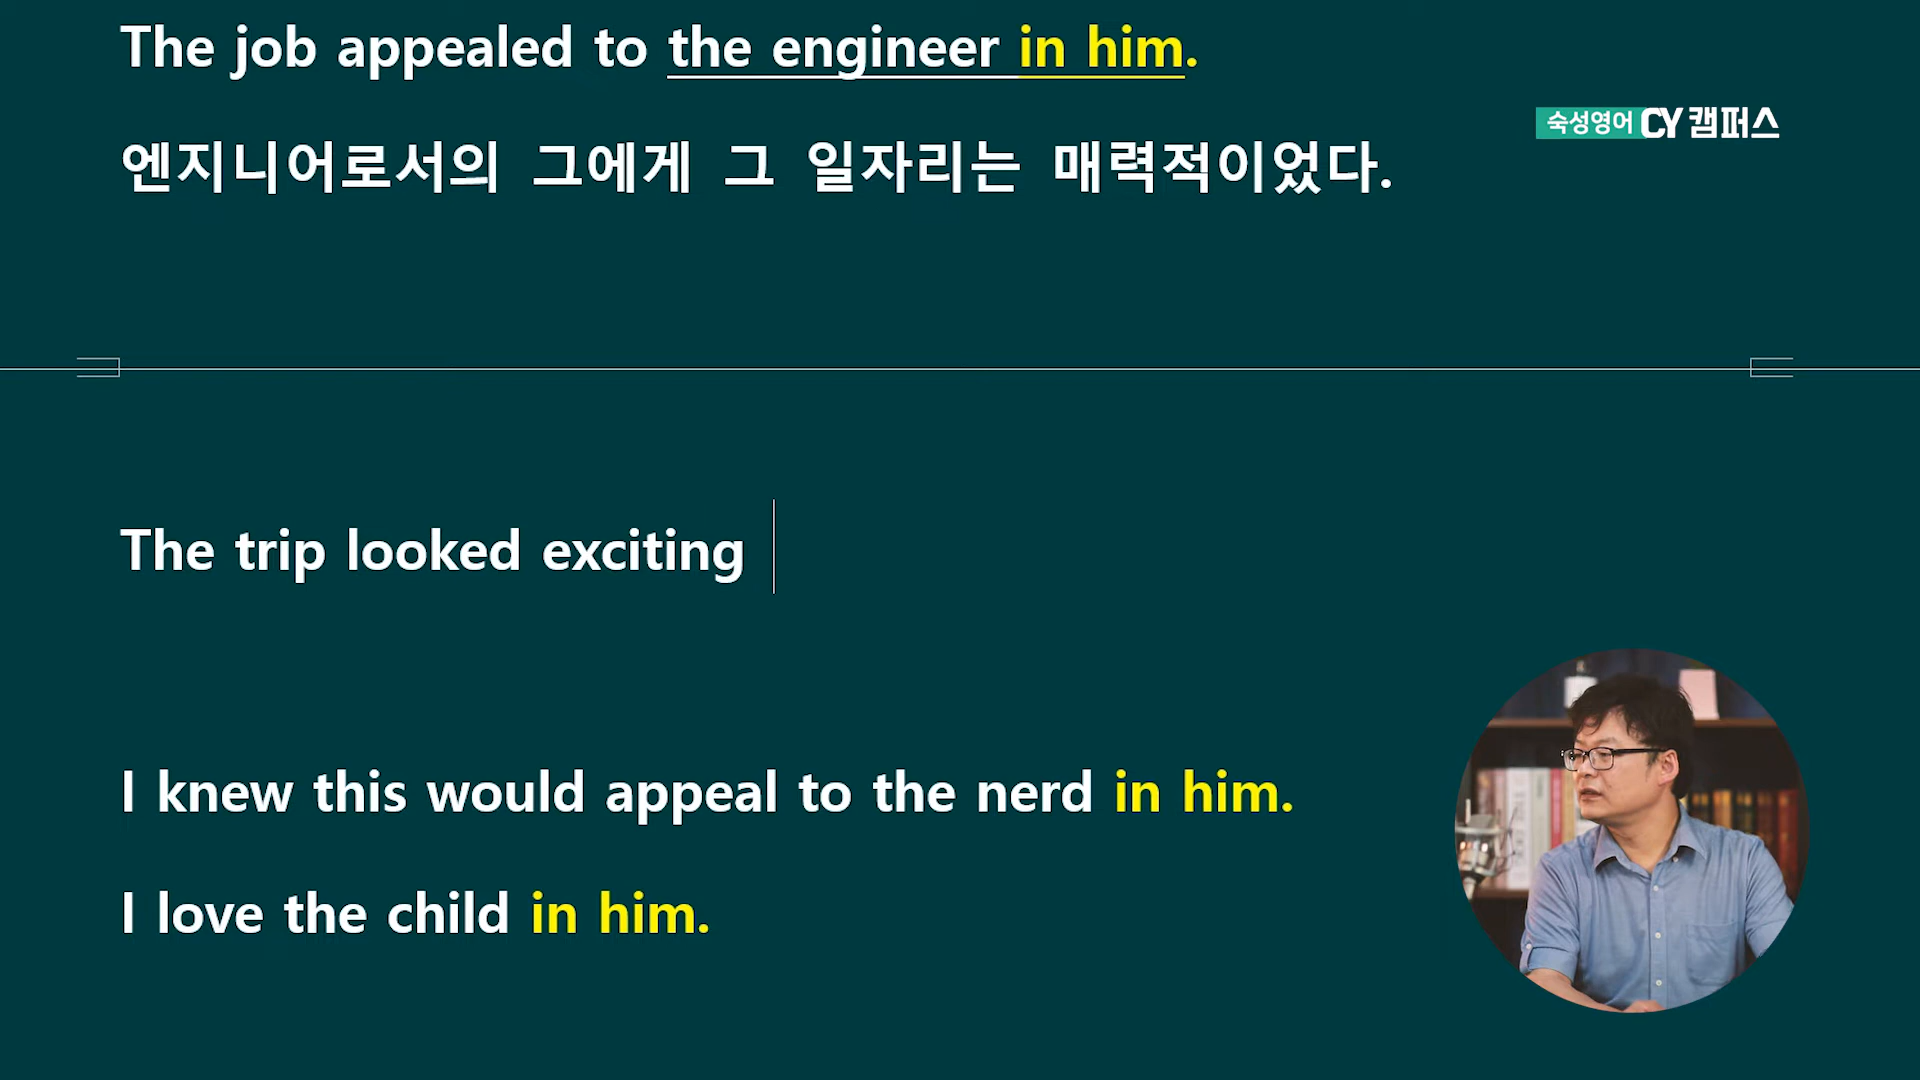 The job appealed to the engineer in him.
숙성영어 CY캠퍼스
엔지니어로서의 그에게 그 일자리는 매력적이었다.
The trip looked exciting
I knew this would appeal to the nerd in him.
I love the child in him.